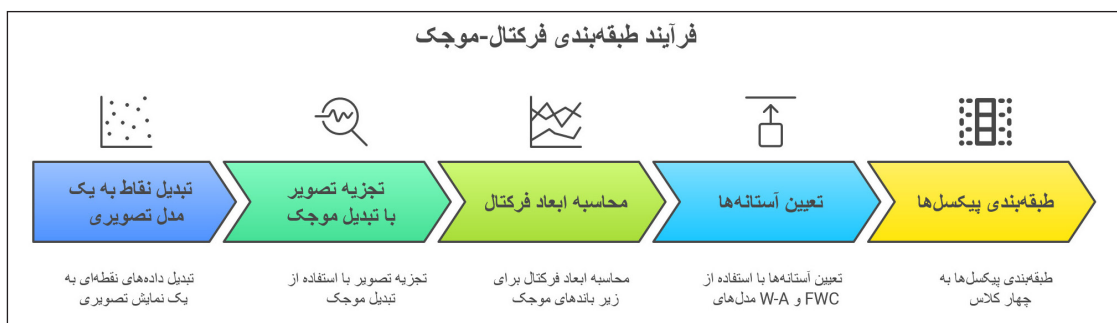 فرآیند طبقه‌بندی فرکتال-موجک
تبدیل نقاط به یک
مدل تصویری
تجزیه تصویر
با تبدیل موجک
محاسبه ابعاد فرکتال
تعیین آستانه‌ها
طبقه‌بندی پیکسل‌ها
تبدیل داده‌های نقطه‌ای به
یک نمایش تصویری
تجزیه تصویر با استفاده از
تبدیل موجک
محاسبه ابعاد فرکتال برای
زیر باندهای موجک
تعیین آستانه‌ها با استفاده از
مدل‌های W-A و FWC
طبقه‌بندی پیکسل‌ها به
چهار کلاس